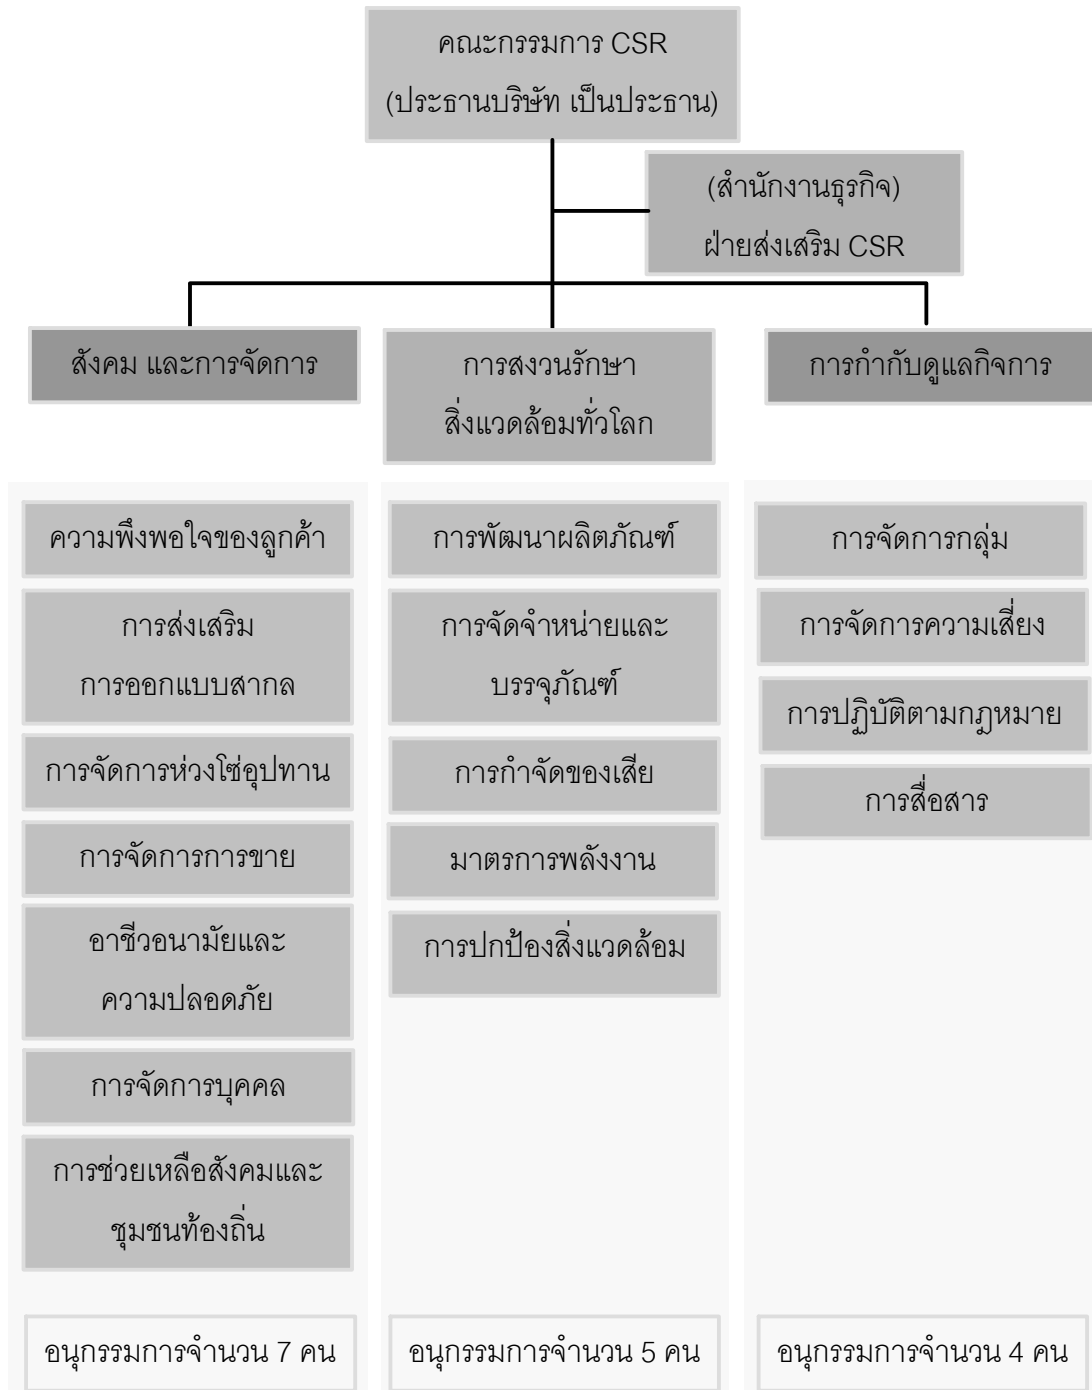 คณะกรรมการ CSR
(ประธานบริษัท เป็นประธาน)
(สำนักงานธุรกิจ)
ฝ่ายส่งเสริม CSR
สังคม และการจัดการ
การสงวนรักษา
สิ่งแวดล้อมทั่วโลก
การกำกับดูแลกิจการ
ความพึงพอใจของลูกค้า
การส่งเสริม
การออกแบบสากล
การจัดการห่วงโซ่อุปทาน
การจัดการการขาย
อาชีวอนามัยและ
ความปลอดภัย
การจัดการบุคคล
การช่วยเหลือสังคมและ
ชุมชนท้องถิ่น
อนุกรรมการจำนวน 7 คน
การพัฒนาผลิตภัณฑ์
การจัดจำหน่ายและ
บรรจุภัณฑ์
การกำจัดของเสีย
มาตรการพลังงาน
การปกป้องสิ่งแวดล้อม
อนุกรรมการจำนวน 5 คน
การจัดการกลุ่ม
การจัดการความเสี่ยง
การปฏิบัติตามกฎหมาย
การสื่อสาร
อนุกรรมการจำนวน 4 คน